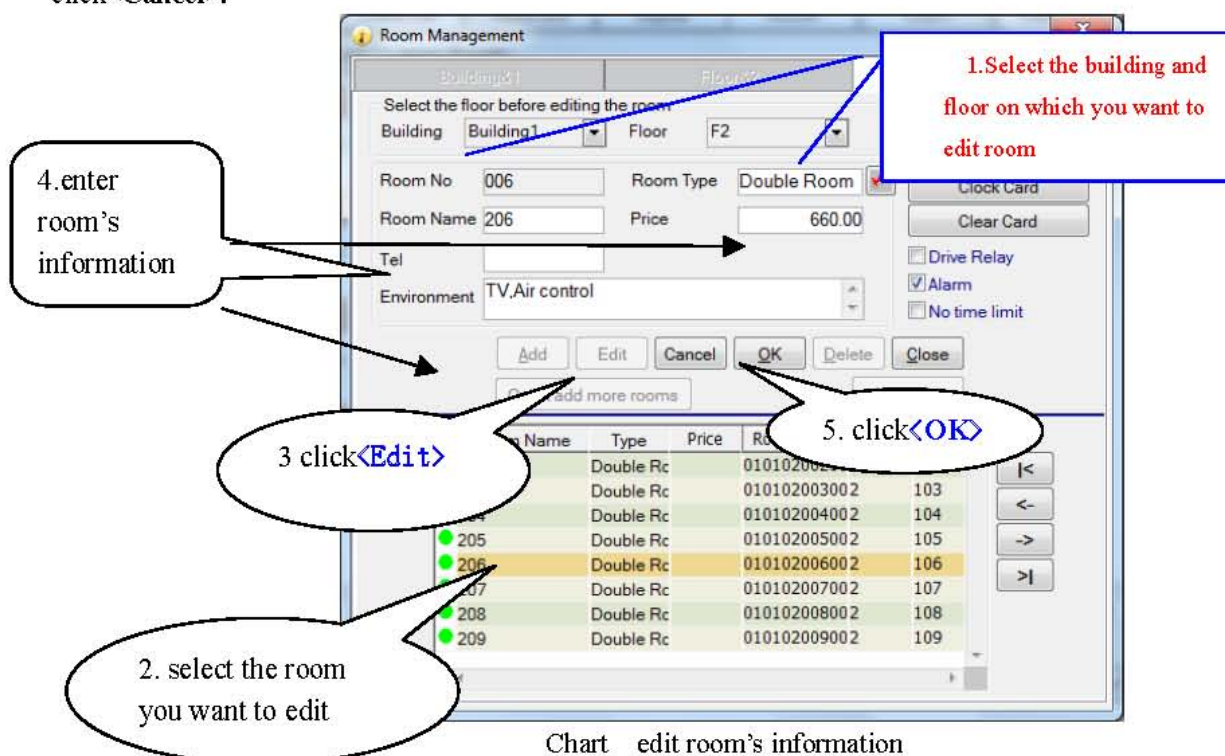 click <Cancel>.
Room Management
Building&1 Floor&2
Select the floor before editing the room
Building Building1 Floor F2
1.Select the building and
floor on which you want to
edit room
Room No 006 Room Type Double Room Clock Card
Room Name 206 Price 660.00 Clear Card
Tel Drive Relay
Environment TV,Air control Alarm
No time limit
4.enter
room's
information
Add Edit Cancel OK Delete Close
add more rooms
3 click<Edit>
5. click<OK>
Name Type Price
Double Rc
Double Rc 010102003002 103
Double Rc 010102004002 104
205 Double Rc 010102005002 105
206 Double Rc 010102006002 106
207 Double Rc 010102007002 107
208 Double Rc 010102008002 108
209 Double Rc 010102009002 109
|<
<-
->
>|
2. select the room
you want to edit
Chart edit room's information